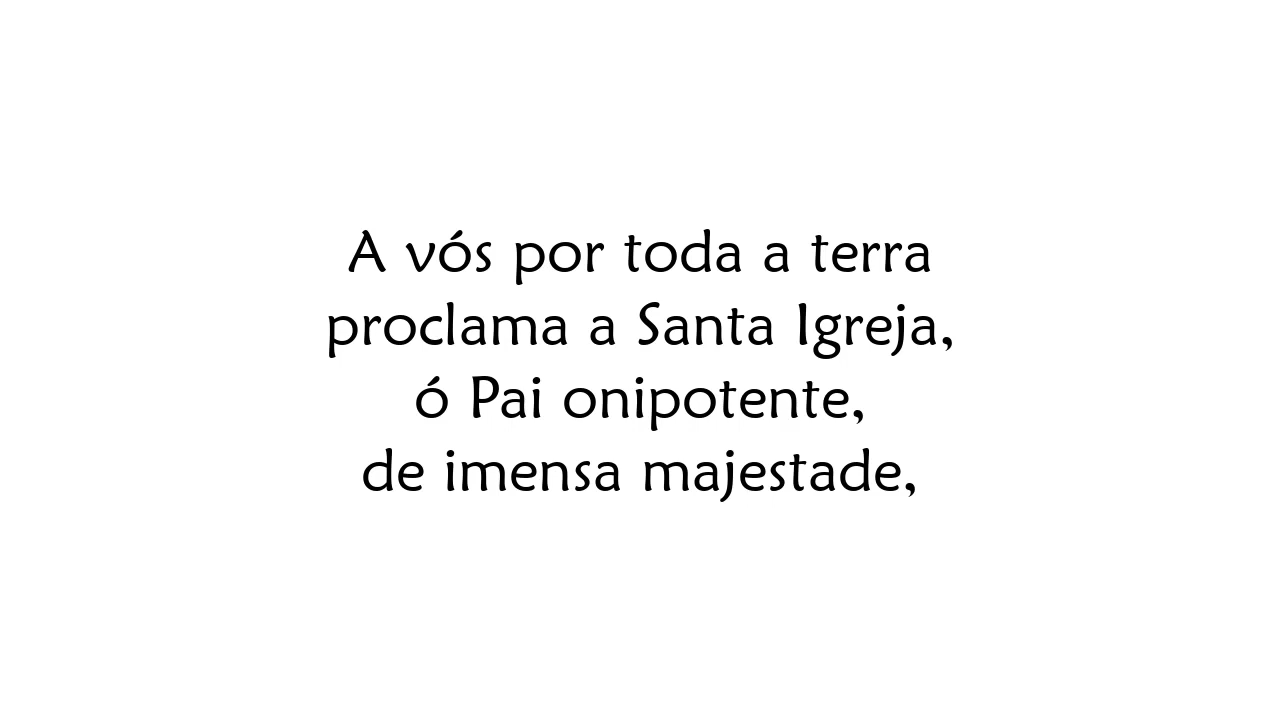 A vós por toda a terra
proclama a Santa Igreja,
ó Pai onipotente,
de imensa majestade,